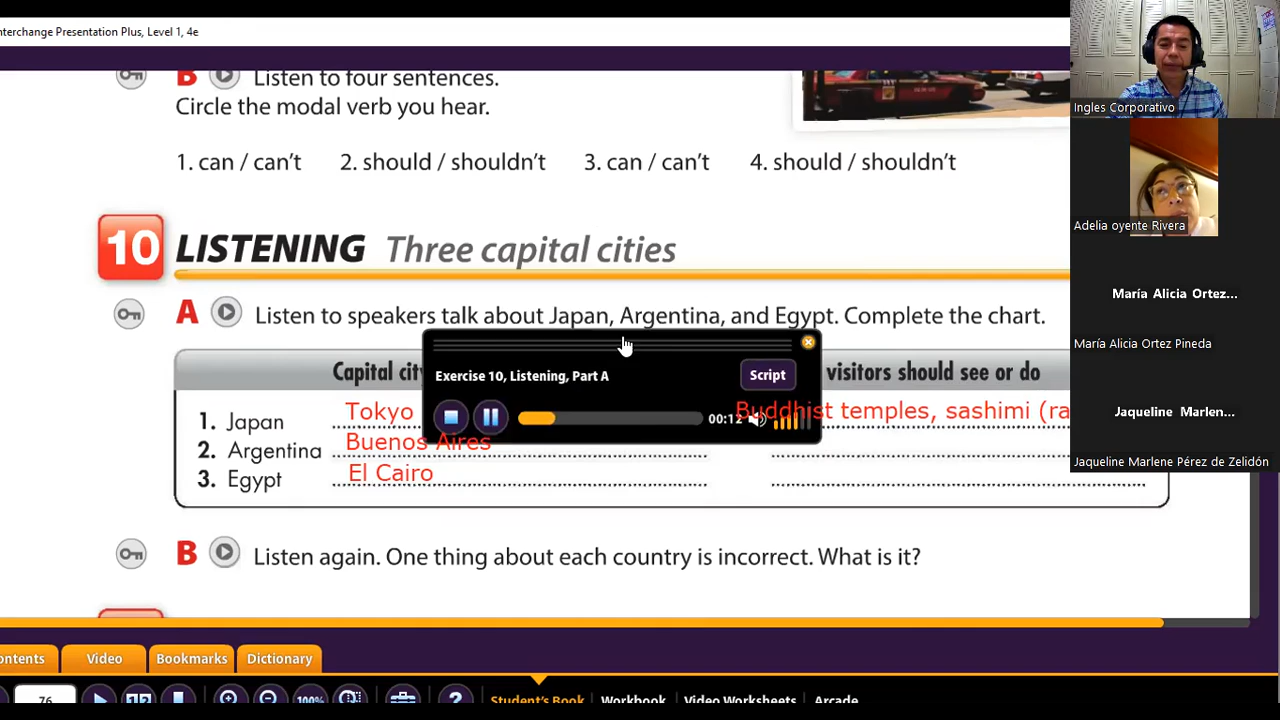 nterchange Presentation Plus, Level 1, 4e
B Listen to four sentences.
Circle the modal verb you hear.
1. can / can't 2. should / shouldn't 3. can / can't 4. should / shouldn't
10 LISTENING Three capital cities
A Listen to speakers talk about Japan, Argentina, and Egypt. Complete the chart.
Capital cit visitors should see or do
Exercise 10, Listening, Part A Script
00:12
1. Japan Tokyo Buddhist temples, sashimi (ra
2. Argentina Buenos Aires
3. Egypt El Cairo
B Listen again. One thing about each country is incorrect. What is it?
ontents Video Bookmarks Dictionary
76 100% ? Student's Book Workbook Video Worksheets Arcade
Ingles Corporativo
Adelia oyente Rivera
María Alicia Ortez...
María Alicia Ortez Pineda
Jaqueline Marlen...
Jaqueline Marlene Pérez de Zelidón